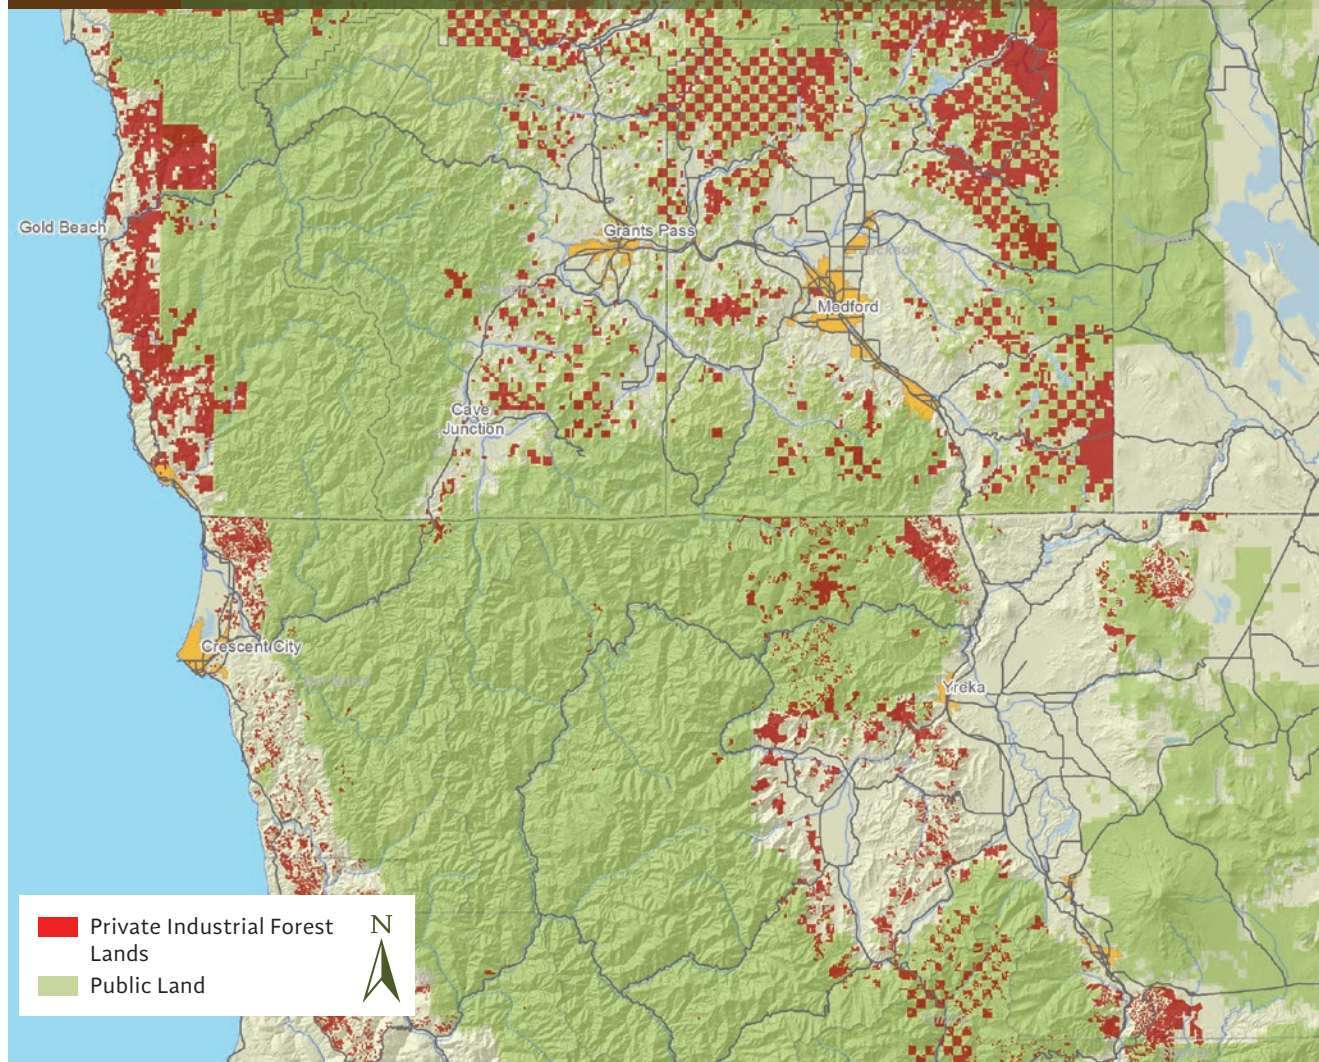 Gold Beach
Grants Pass
Medford
Cave
Junction
Crescent City
Yreka
Private Industrial Forest
Lands
Public Land
N